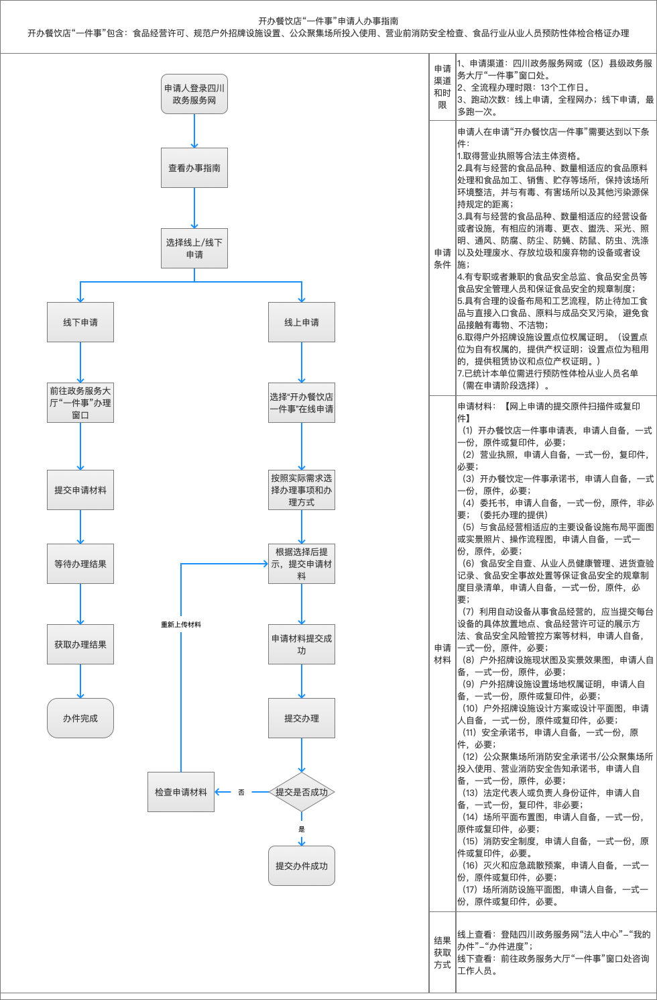 开办餐饮店“一件事”申请人办事指南
开办餐饮店“一件事”包含：食品经营许可、规范户外招牌设施设置、公众聚集场所投入使用、营业前消防安全检查、食品行业从业人员预防性体检合格证办理
申请人登录四川
政务服务网
查看办事指南
选择线上/线下
申请
线下申请
线上申请
前往政务服务大
厅“一件事”办理
窗口
选择“开办餐饮店
一件事”在线申请
提交申请材料
按照实际需求选
择办理事项和办
理方式
等待办理结果
根据选择后提
示，提交申请材
料
重新上传材料
获取办理结果
申请材料提交成
功
办件完成
提交办理
检查申请材料
否
提交是否成功
是
提交办件成功
申请
渠道
和时
限
1、申请渠道：四川政务服务网或（区）县级政务服
务大厅“一件事”窗口处。
2、全流程办理时限：13个工作日。
3、跑动次数：线上申请，全程网办；线下申请，最
多跑一次。
申请
条件
申请人在申请“开办餐饮店一件事”需要达到以下条
件：
1.取得营业执照等合法主体资格。
2.具有与经营的食品品种、数量相适应的食品原料
处理和食品加工、销售、贮存等场所，保持该场所
环境整洁，并与有毒、有害场所以及其他污染源保
持规定的距离；
3.具有与经营的食品品种、数量相适应的经营设备
或者设施，有相应的消毒、更衣、盥洗、采光、照
明、通风、防腐、防尘、防蝇、防鼠、防虫、洗涤
以及处理废水、存放垃圾和废弃物的设备或者设
施；
4.有专职或者兼职的食品安全总监、食品安全员等
食品安全管理人员和保证食品安全的规章制度；
5.具有合理的设备布局和工艺流程，防止待加工食
品与直接入口食品、原料与成品交叉污染，避免食
品接触有毒物、不洁物；
6.取得户外招牌设施设置点位权属证明。（设置点
位为自有权属的，提供产权证明；设置点位为租用
的，提供租赁协议和点位产权证明。）
7.已统计本单位需进行预防性体检从业人员名单
（需在申请阶段选择）。
申请
材料
申请材料：【网上申请的提交原件扫描件或复印
件】
（1）开办餐饮店一件事申请表，申请人自备，一式
一份，原件或复印件，必要；
（2）营业执照，申请人自备，一式一份，复印件，
必要；
（3）开办餐饮定一件事承诺书，申请人自备，一式
一份，原件，必要；
（4）委托书，申请人自备，一式一份，原件，非必
要；（委托办理的提供）
（5）与食品经营相适应的主要设备设施布局平面图
或实景照片、操作流程图，申请人自备，一式一
份，原件，必要；
（6）食品安全自查、从业人员健康管理、进货查验
记录、食品安全事故处置等保证食品安全的规章制
度目录清单，申请人自备，一式一份，原件，必
要；
（7）利用自动设备从事食品经营的，应当提交每台
设备的具体放置地点、食品经营许可证的展示方
法、食品安全风险管控方案等材料，申请人自备，
一式一份，原件，必要；
（8）户外招牌设施现状图及实景效果图，申请人自
备，一式一份，原件，必要；
（9）户外招牌设施设置场地权属证明，申请人自
备，一式一份，原件或复印件，必要；
（10）户外招牌设施设计方案或设计平面图，申请
人自备，一式一份，原件或复印件，必要；
（11）安全承诺书，申请人自备，一式一份，原
件，必要；
（12）公众聚集场所消防安全承诺书/公众聚集场所
投入使用、营业消防安全告知承诺书，申请人自
备，一式一份，原件，必要；
（13）法定代表人或负责人身份证件，申请人自
备，一式一份，复印件，非必要；
（14）场所平面布置图，申请人自备，一式一份，
原件或复印件，必要；
（15）消防安全制度，申请人自备，一式一份，原
件或复印件，必要。
（16）灭火和应急疏散预案，申请人自备，一式一
份，原件或复印件，必要；
（17）场所消防设施平面图，申请人自备，一式一
份，原件或复印件，必要。
结果
获取
方式
线上查看：登陆四川政务服务网“法人中心”–“我的
办件”–“办件进度”；
线下查看：前往政务服务大厅“一件事”窗口处咨询
工作人员。